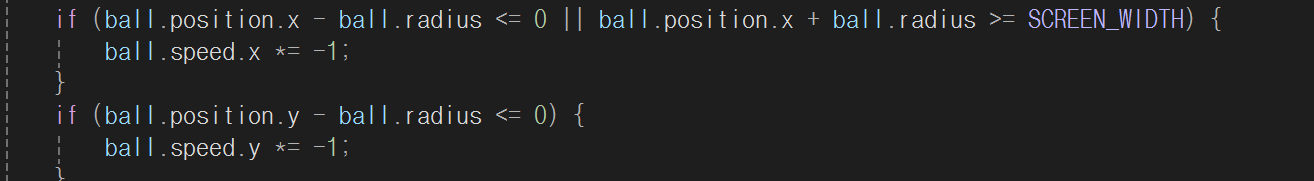 if (ball.position.x - ball.radius <= 0 || ball.position.x + ball.radius >= SCREEN_WIDTH) {
ball.speed.x *= -1;
}
if (ball.position.y - ball.radius <= 0) {
ball.speed.y *= -1;
}